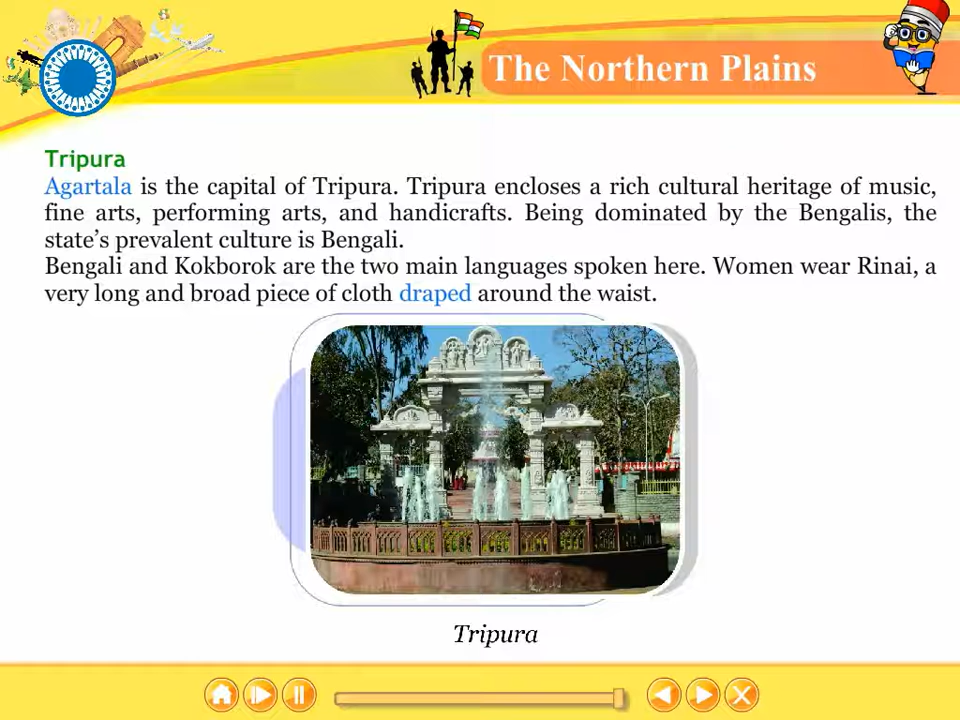 The Northern Plains
Tripura
Agartala is the capital of Tripura. Tripura encloses a rich cultural heritage of music,
fine arts, performing arts, and handicrafts. Being dominated by the Bengalis, the
state's prevalent culture is Bengali.
Bengali and Kokborok are the two main languages spoken here. Women wear Rinai, a
very long and broad piece of cloth draped around the waist.
Tripura